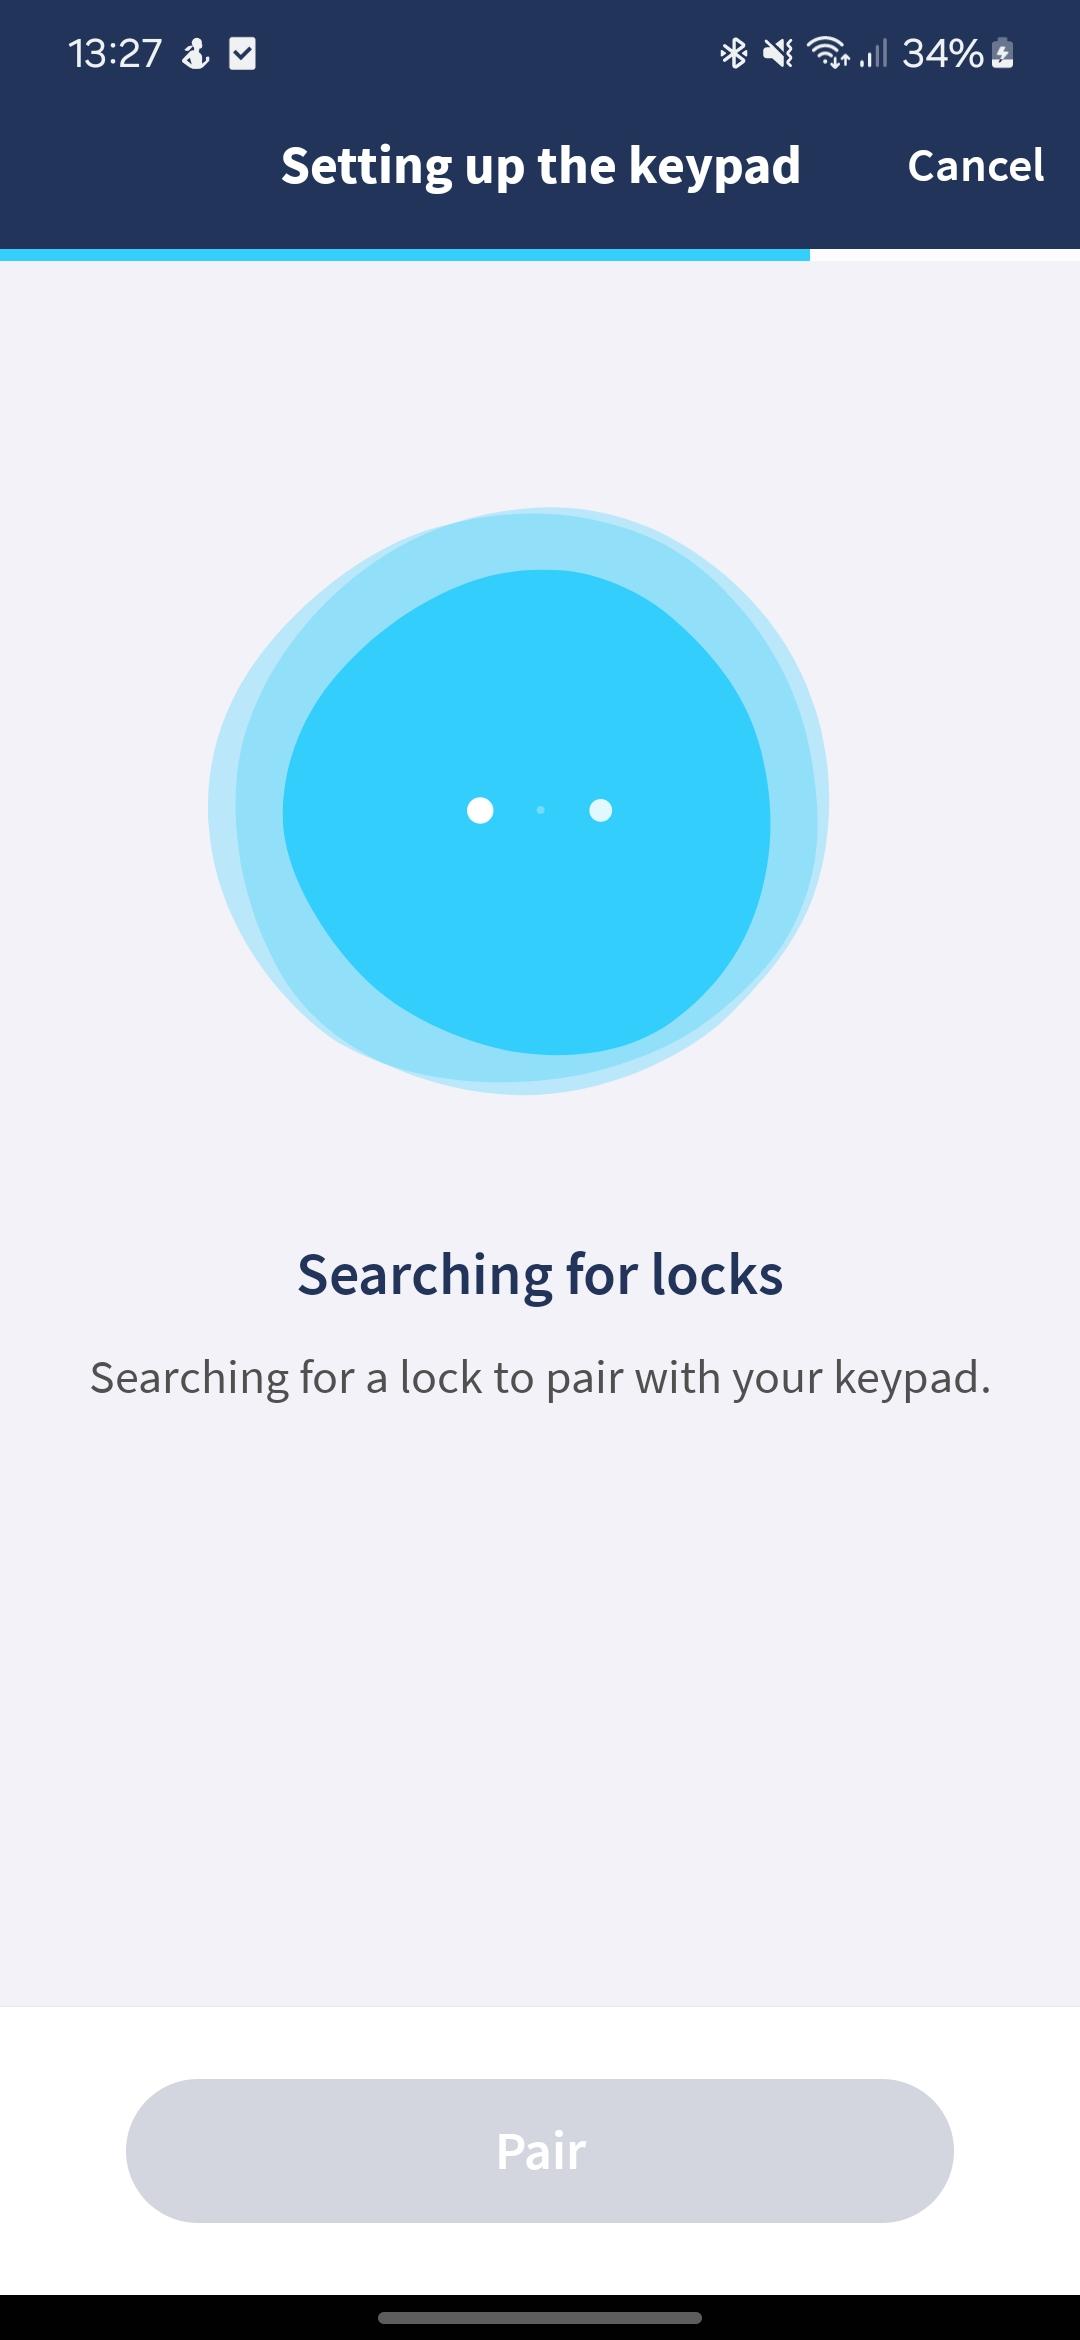 13:27 34%
Setting up the keypad Cancel
Searching for locks
Searching for a lock to pair with your keypad.
Pair